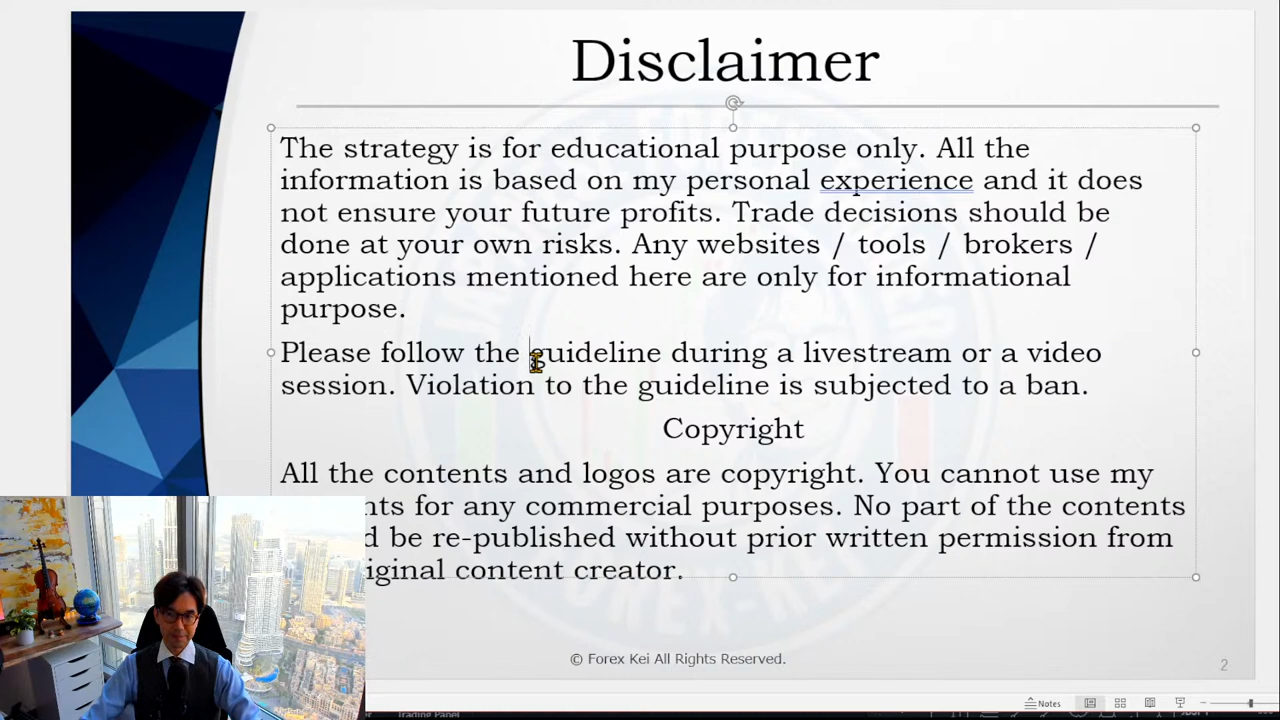 Disclaimer
The strategy is for educational purpose only. All the
information is based on my personal experience and it does
not ensure your future profits. Trade decisions should be
done at your own risks. Any websites / tools / brokers /
applications mentioned here are only for informational
purpose.
Please follow the guideline during a livestream or a video
session. Violation to the guideline is subjected to a ban.
Copyright
All the contents and logos are copyright. You cannot use my
for any commercial purposes. No part of the contents
be re-published without prior written permission from
content creator.
© Forex Kei All Rights Reserved.
2
Notes
Trading Panel